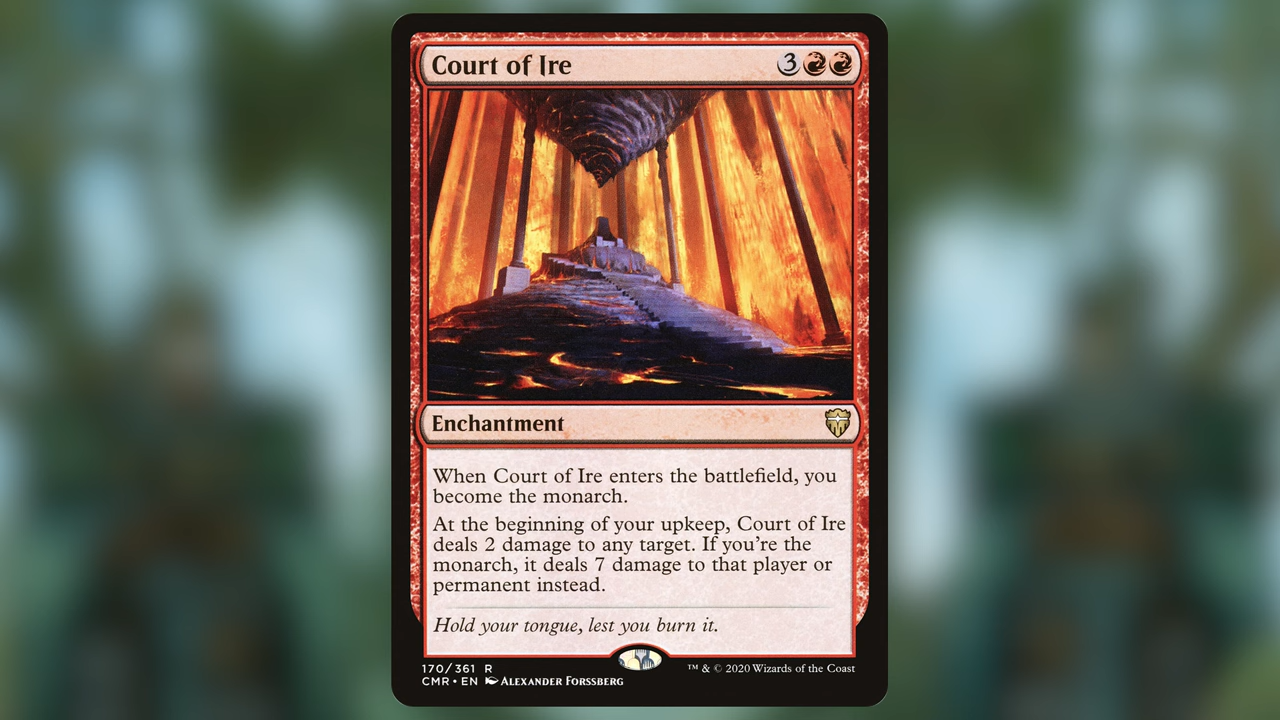 Court of Ire 3
Enchantment
When Court of Ire enters the battlefield, you
become the monarch.
At the beginning of your upkeep, Court of Ire
deals 2 damage to any target. If you're the
monarch, it deals 7 damage to that player or
permanent instead.
Hold your tongue, lest you burn it.
170/361 R
™ & © 2020 Wizards of the Coast
CMR • EN Alexander Forssberg